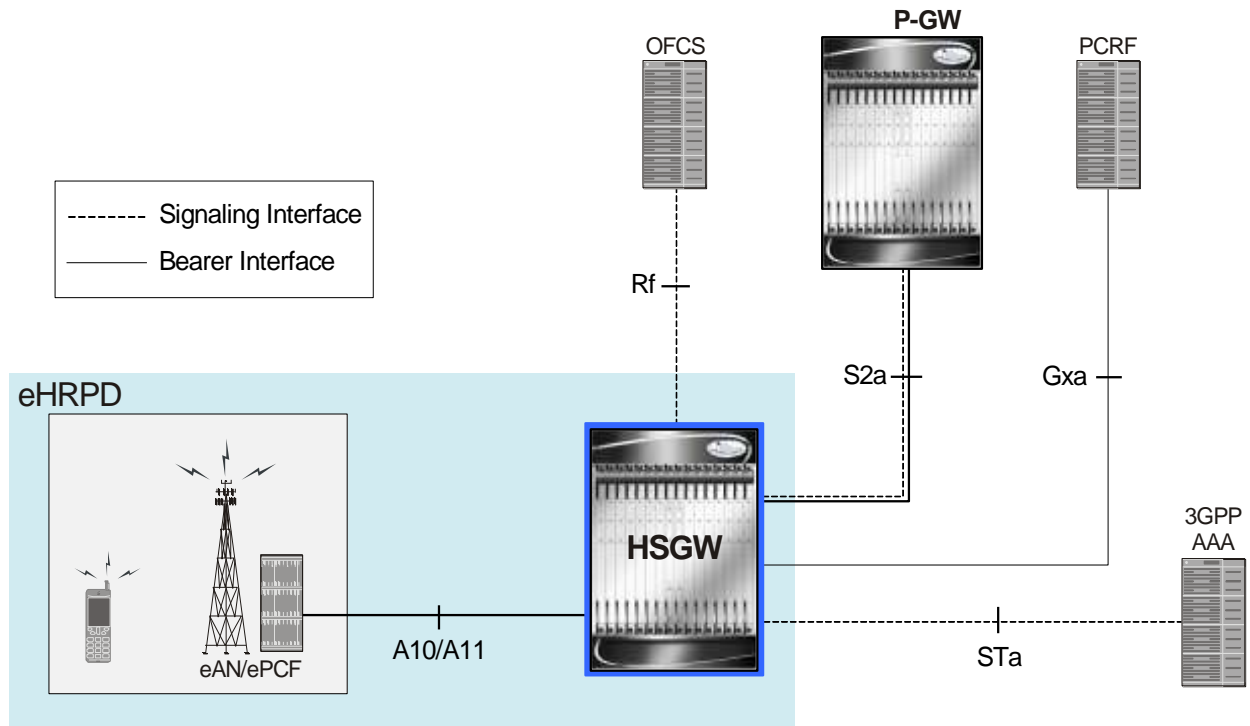 P-GW
OFCS
PCRF
Signaling Interface
Bearer Interface
Rf
S2a
Gxa
eHRPD
HSGW
3GPP
AAA
A10/A11
STa
eAN/ePCF